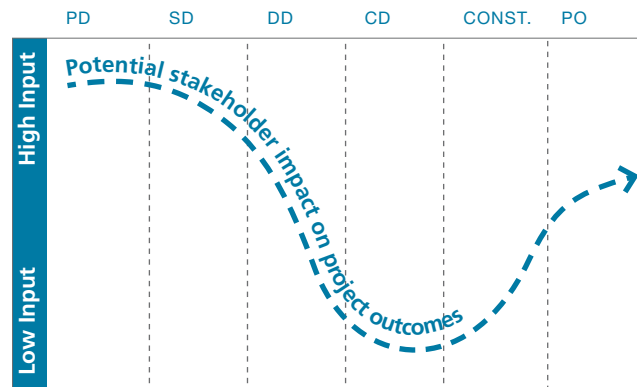 PD SD DD CD CONST. PO
High Input
Potential stakeholder impact on project outcomes
Low Input